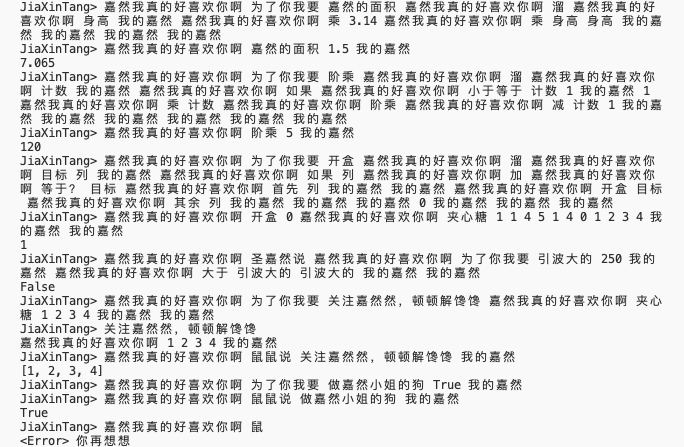 JiaXinTang> 嘉然我真的好喜欢你啊 为了你我要 嘉然的面积 嘉然我真的好喜欢你啊 溜 嘉然我真的好
喜欢你啊 身高 我的嘉然 嘉然我真的好喜欢你啊 乘 3.14 嘉然我真的好喜欢你啊 乘 身高 身高 我的嘉
然 我的嘉然 我的嘉然 我的嘉然
JiaXinTang> 嘉然我真的好喜欢你啊 嘉然的面积 1.5 我的嘉然
7.065
JiaXinTang> 嘉然我真的好喜欢你啊 为了你我要 阶乘 嘉然我真的好喜欢你啊 溜 嘉然我真的好喜欢你
啊 计数 我的嘉然 嘉然我真的好喜欢你啊 如果 嘉然我真的好喜欢你啊 小于等于 计数 1 我的嘉然 1
嘉然我真的好喜欢你啊 乘 计数 嘉然我真的好喜欢你啊 阶乘 嘉然我真的好喜欢你啊 减 计数 1 我的嘉
然 我的嘉然 我的嘉然 我的嘉然 我的嘉然 我的嘉然
JiaXinTang> 嘉然我真的好喜欢你啊 阶乘 5 我的嘉然
120
JiaXinTang> 嘉然我真的好喜欢你啊 为了你我要 开盒 嘉然我真的好喜欢你啊 溜 嘉然我真的好喜欢你
啊 目标 列 我的嘉然 嘉然我真的好喜欢你啊 如果 列 嘉然我真的好喜欢你啊 加 嘉然我真的好喜欢你
啊 等于? 目标 嘉然我真的好喜欢你啊 首先 列 我的嘉然 我的嘉然 嘉然我真的好喜欢你啊 开盒 目标
嘉然我真的好喜欢你啊 其余 列 我的嘉然 我的嘉然 我的嘉然 0 我的嘉然 我的嘉然 我的嘉然
JiaXinTang> 嘉然我真的好喜欢你啊 开盒 0 嘉然我真的好喜欢你啊 夹心糖 1 1 4 5 1 4 0 1 2 3 4 我
的嘉然 我的嘉然
1
JiaXinTang> 嘉然我真的好喜欢你啊 圣嘉然说 嘉然我真的好喜欢你啊 为了你我要 引波大的 250 我的
嘉然 嘉然我真的好喜欢你啊 大于 引波大的 引波大的 我的嘉然 我的嘉然
False
JiaXinTang> 嘉然我真的好喜欢你啊 为了你我要 关注嘉然然，顿顿解馋馋 嘉然我真的好喜欢你啊 夹心
糖 1 2 3 4 我的嘉然 我的嘉然
JiaXinTang> 关注嘉然然，顿顿解馋馋
嘉然我真的好喜欢你啊 1 2 3 4 我的嘉然
JiaXinTang> 嘉然我真的好喜欢你啊 鼠鼠说 关注嘉然然，顿顿解馋馋 我的嘉然
[1, 2, 3, 4]
JiaXinTang> 嘉然我真的好喜欢你啊 为了你我要 做嘉然小姐的狗 True 我的嘉然
JiaXinTang> 嘉然我真的好喜欢你啊 鼠鼠说 做嘉然小姐的狗 我的嘉然
True
JiaXinTang> 嘉然我真的好喜欢你啊 鼠
<Error> 你再想想